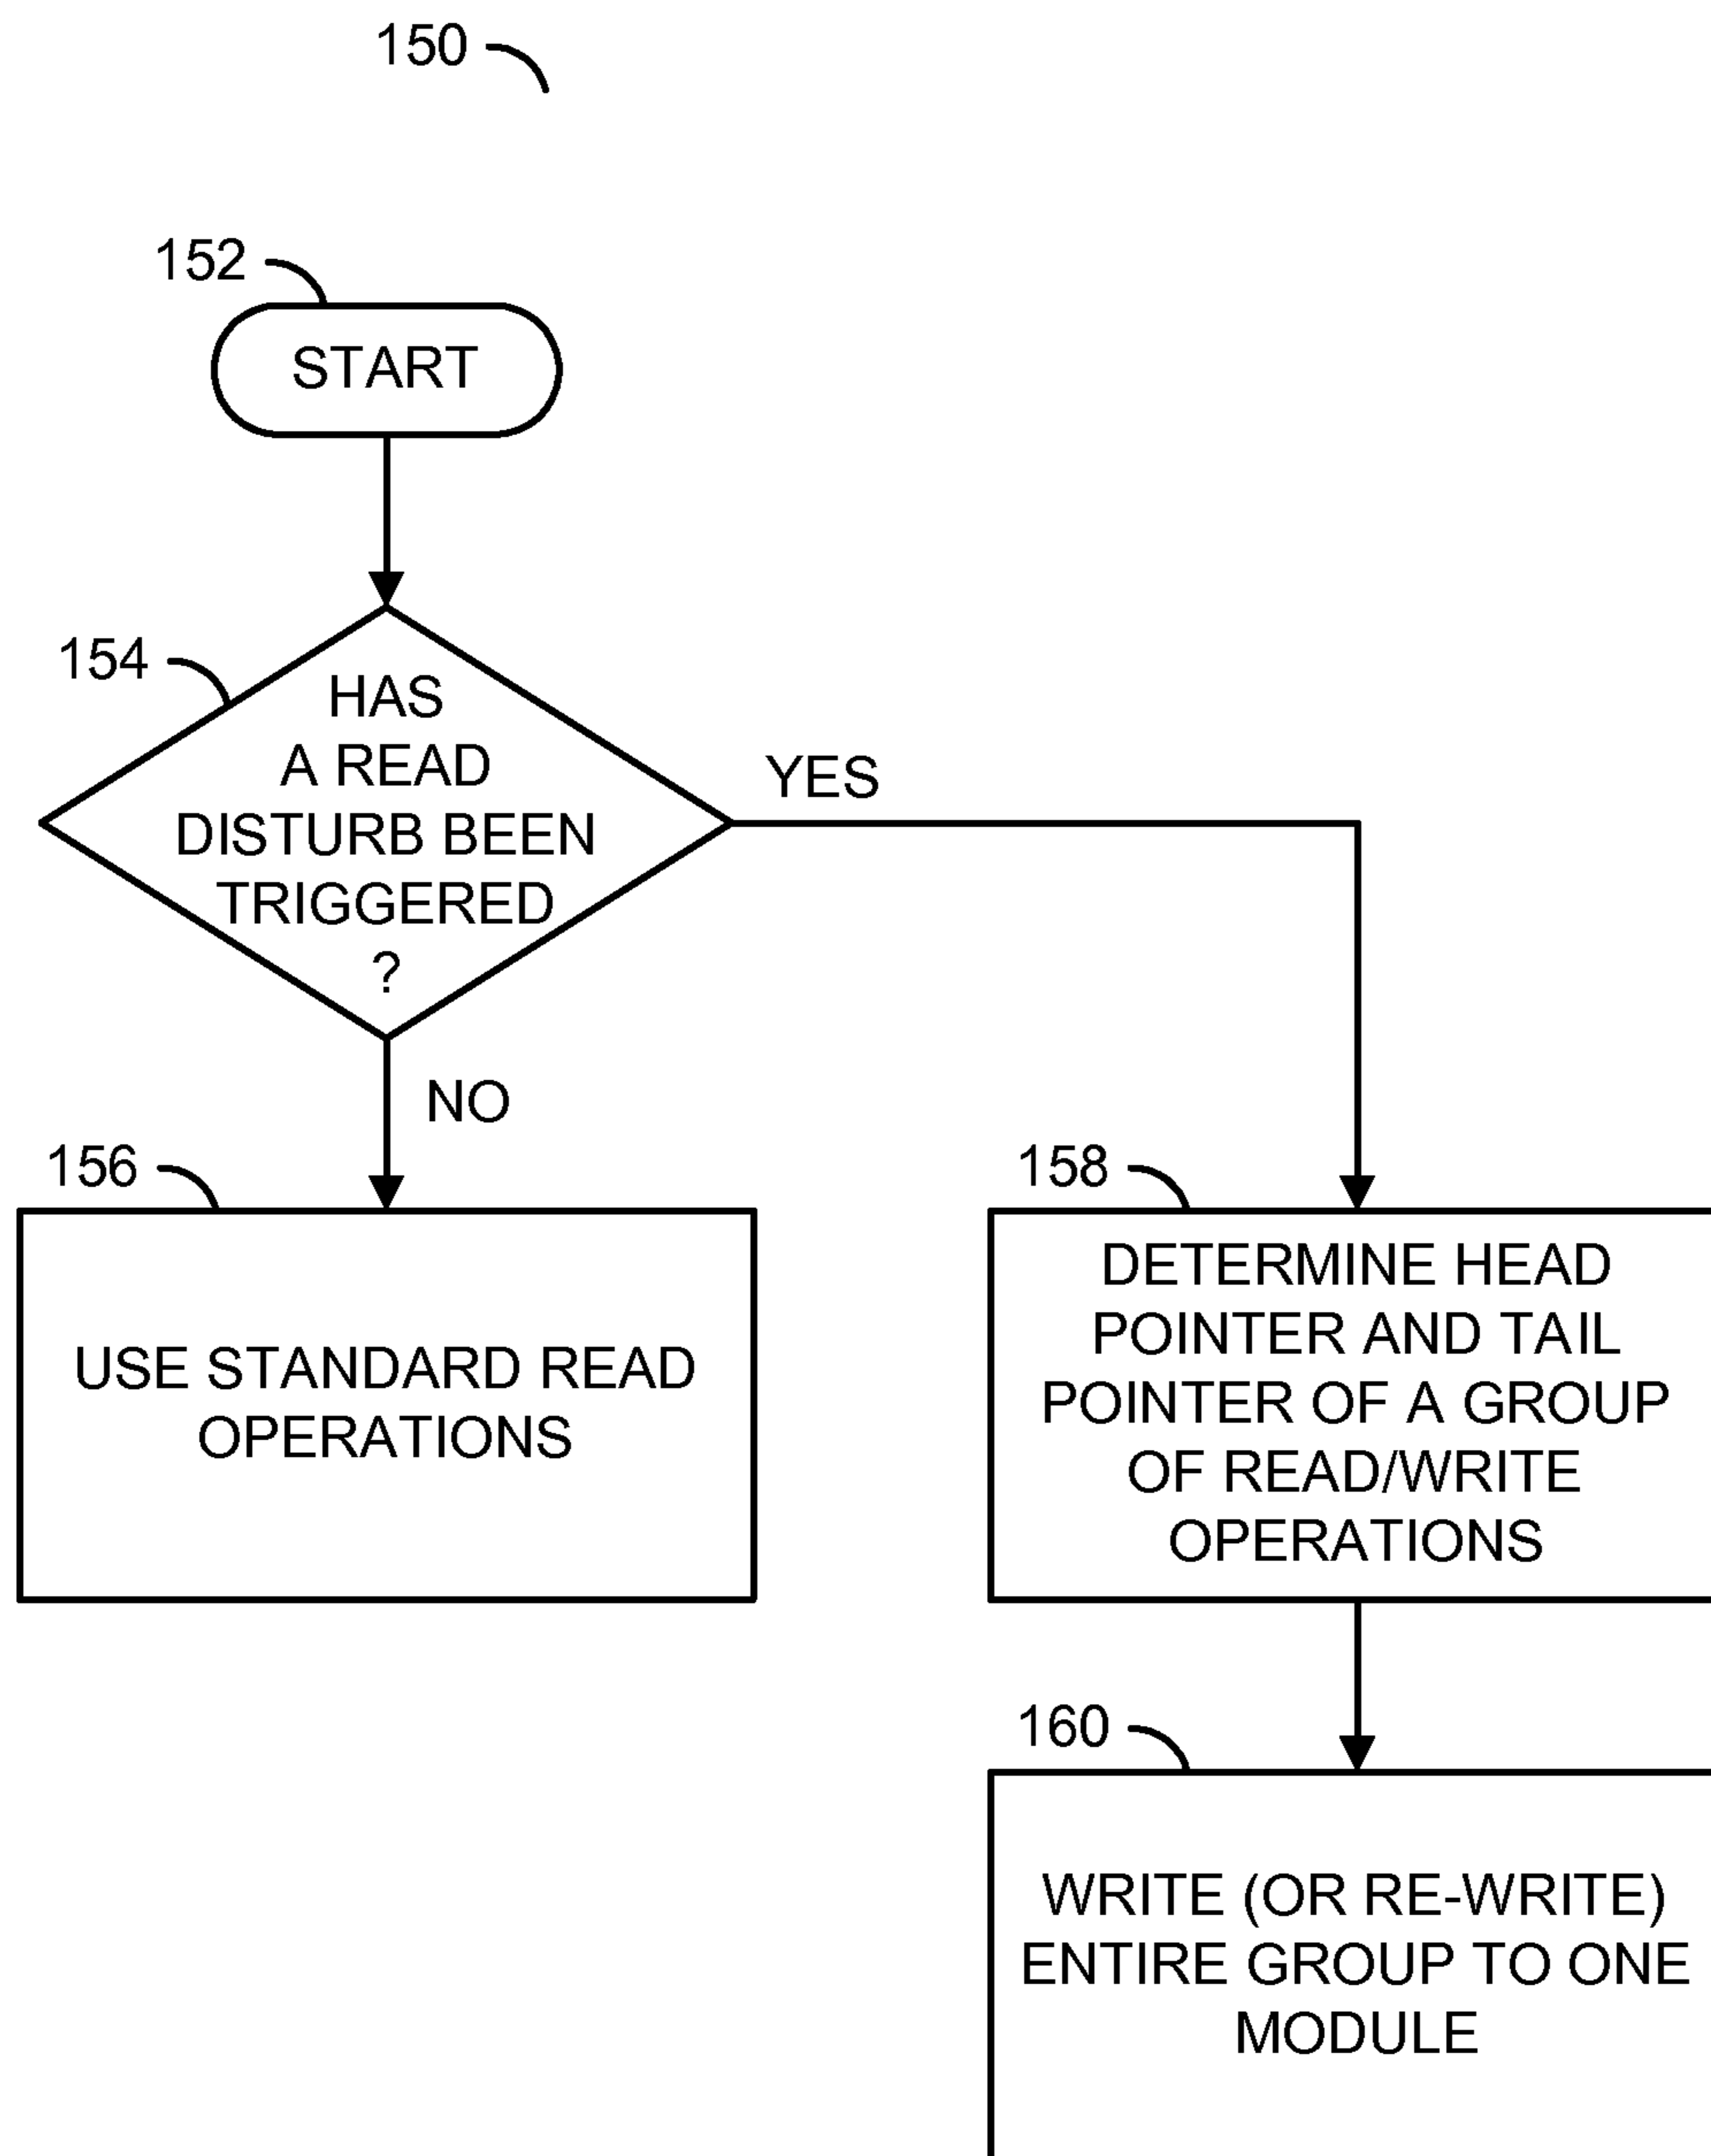 150
152
START
154
HAS
A READ
DISTURB BEEN
TRIGGERED
?
YES
NO
156
USE STANDARD READ
OPERATIONS
158
DETERMINE HEAD
POINTER AND TAIL
POINTER OF A GROUP
OF READ/WRITE
OPERATIONS
160
WRITE (OR RE-WRITE)
ENTIRE GROUP TO ONE
MODULE